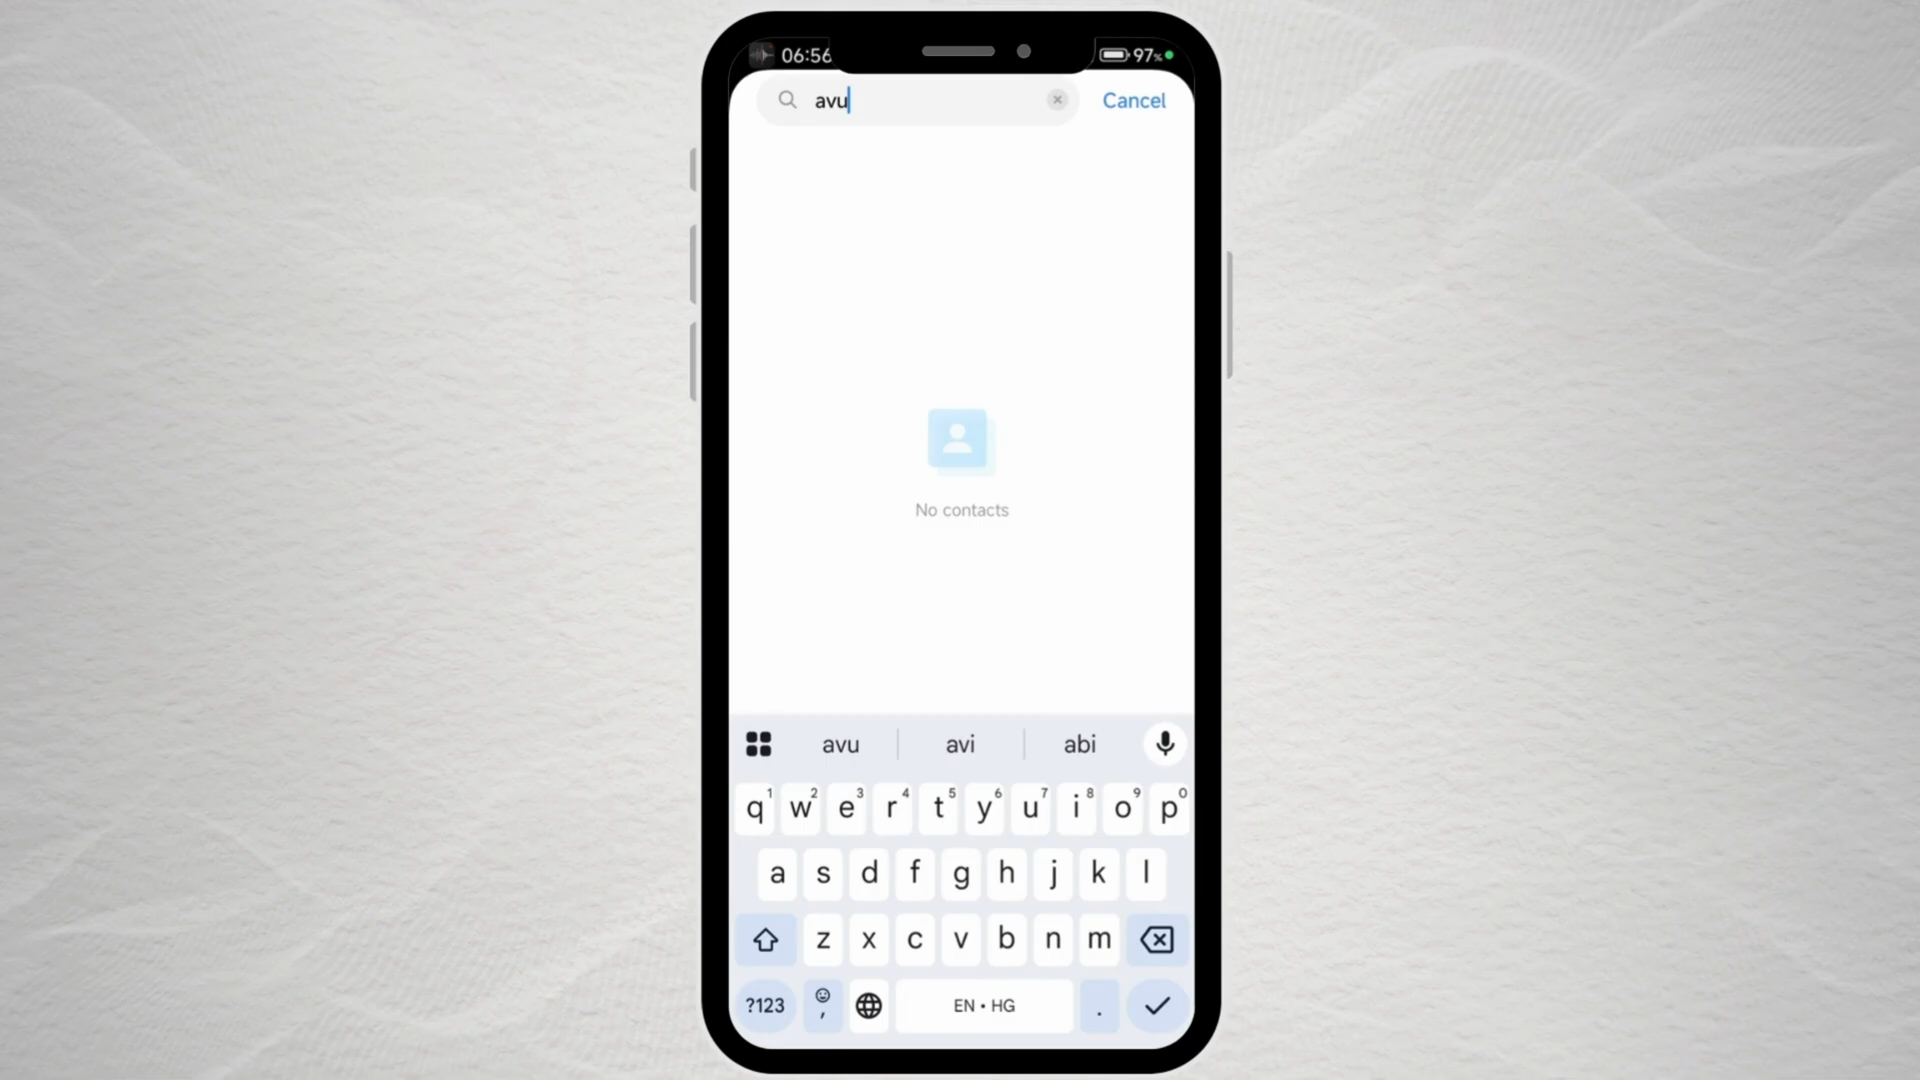 06:56 97%
avu Cancel
No contacts
avu avi abi
q1 w2 e3 r4 t5 y6 u7 i8 o9 p0
a s d f g h j k l
z x c v b n m
?123 , EN • HG .